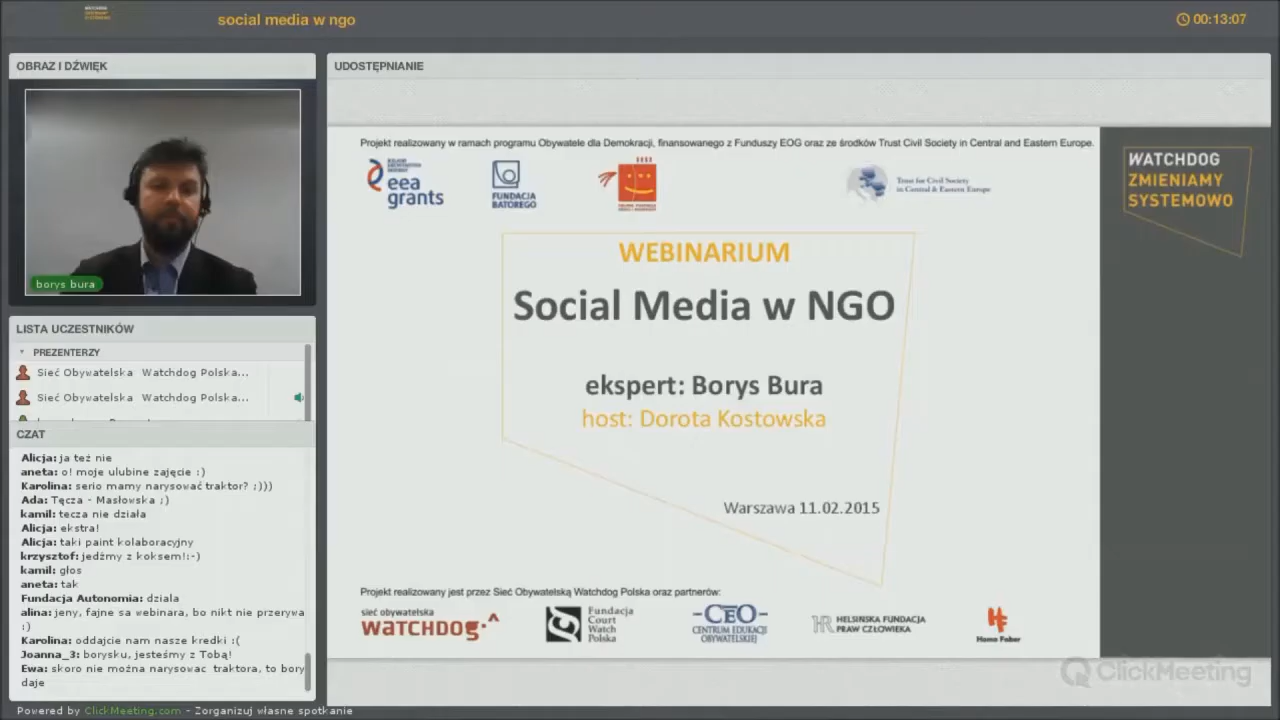 social media w ngo
00:13:07
OBRAZ I DŹWIĘK
borys bura
LISTA UCZESTNIKÓW
PREZENTERZY
Sieć Obywatelska Watchdog Polska...
Sieć Obywatelska Watchdog Polska...
CZAT
Alicja: ja też nie
aneta: o! moje ulubine zajęcie :)
Karolina: serio mamy narysować traktor? ;)))
Ada: Tęcza - Masłowska ;)
kamil: tecza nie działa
Alicja: ekstra!
Alicja: taki paint kolaboracyjny
krzysztof: jedźmy z koksem!:-)
kamil: głos
aneta: tak
Fundacja Autonomia: dziala
alina: jeny, fajne sa webinara, bo nikt nie przerywa
:)
Karolina: oddajcie nam nasze kredki :(
Joanna_3: borysku, jesteśmy z Tobą!
Ewa: skoro nie można narysowac traktora, to bory
daje
UDOSTĘPNIANIE
Projekt realizowany w ramach programu Obywatele dla Demokracji, finansowanego z Funduszy EOG oraz ze środków Trust Civil Society in Central and Eastern Europe.
eea
grants
FUNDACJA
BATOREGO
Trust for Civil Society
in Central & Eastern Europe
WATCHDOG
ZMIENIAMY
SYSTEMOWO
WEBINARIUM
Social Media w NGO
ekspert: Borys Bura
host: Dorota Kostowska
Warszawa 11.02.2015
Projekt realizowany jest przez Sieć Obywatelską Watchdog Polska oraz partnerów:
sieć obywatelska
WATCHDOG
Fundacja
Court
Watch
Polska
CEO
CENTRUM EDUKACJI
OBYWATELSKIEJ
HELSIŃSKA FUNDACJA
PRAW CZŁOWIEKA
Homo Faber
ClickMeeting
Powered by ClickMeeting.com - Zorganizuj własne spotkanie